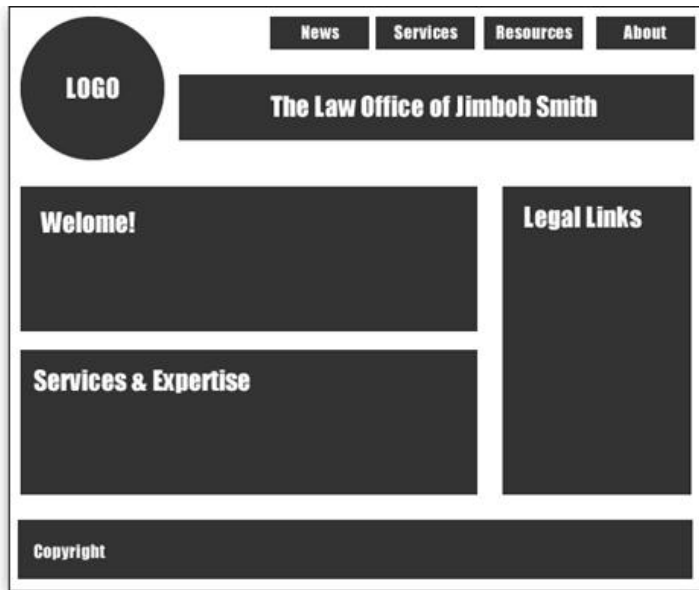 News Services Resources About
LOGO
The Law Office of Jimbob Smith
Welome!
Legal Links
Services & Expertise
Copyright